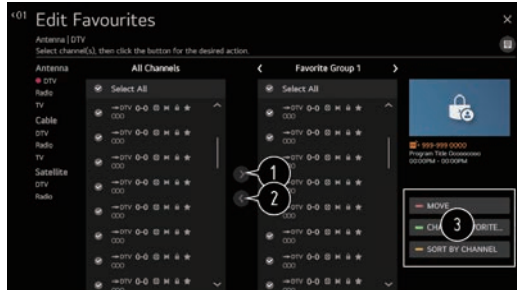 ‹01 Edit Favourites ×
Antenna | DTV
Select channel(s), then click the button for the desired action.
Antenna
DTV
Radio
TV
Cable
DTV
Radio
TV
Satellite
DTV
Radio
All Channels
Select All
DTV 0-0
000
DTV 0-0
000
DTV 0-0
000
DTV 0-0
000
DTV 0-0
000
DTV 0-0
000
DTV 0-0
000
DTV 0-0
1
2
‹ Favorite Group 1 ›
Select All
DTV 0-0
000
DTV 0-0
000
DTV 0-0
000
DTV 0-0
000
DTV 0-0
000
DTV 0-0
000
DTV 0-0
000
DTV 0-0
999-999 0000
Program Title
00:00PM - 00:00PM
MOVE
3
SORT BY CHANNEL